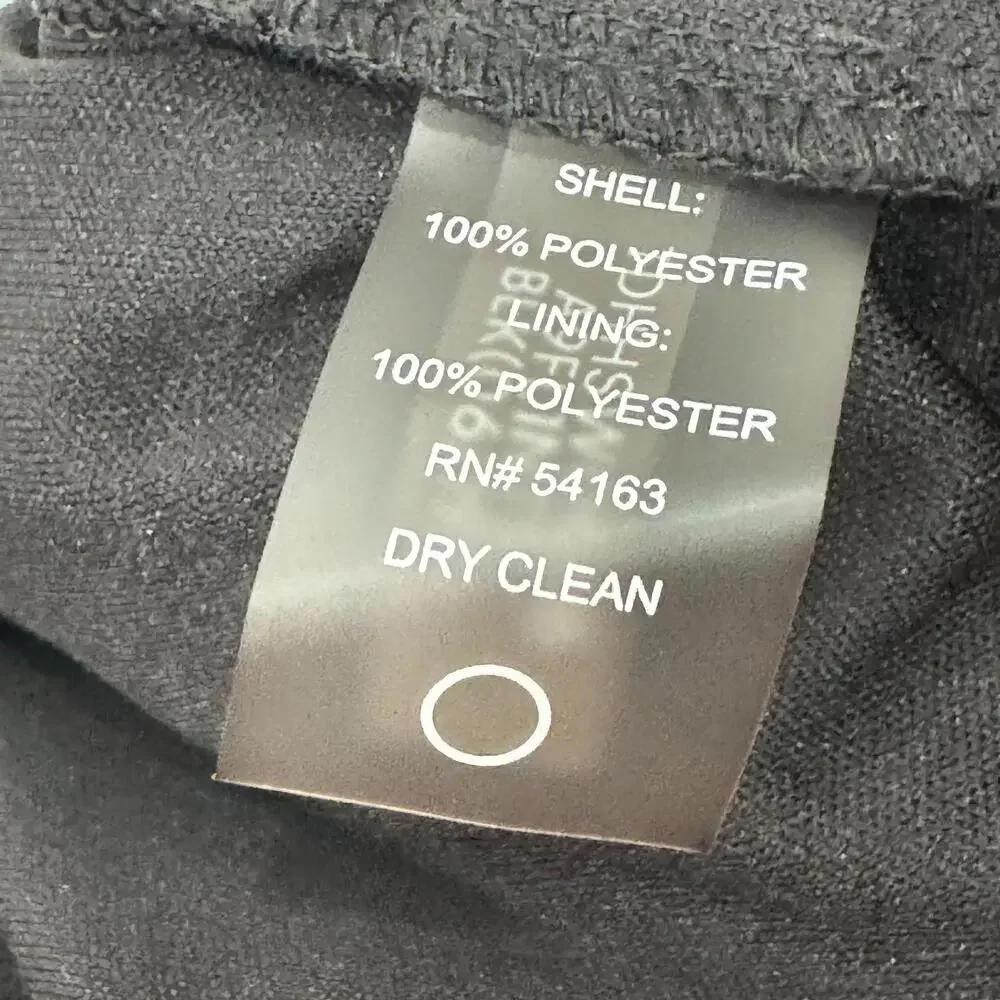 SHELL:
100% POLYESTER
LINING:
100% POLYESTER
RN# 54163
DRY CLEAN